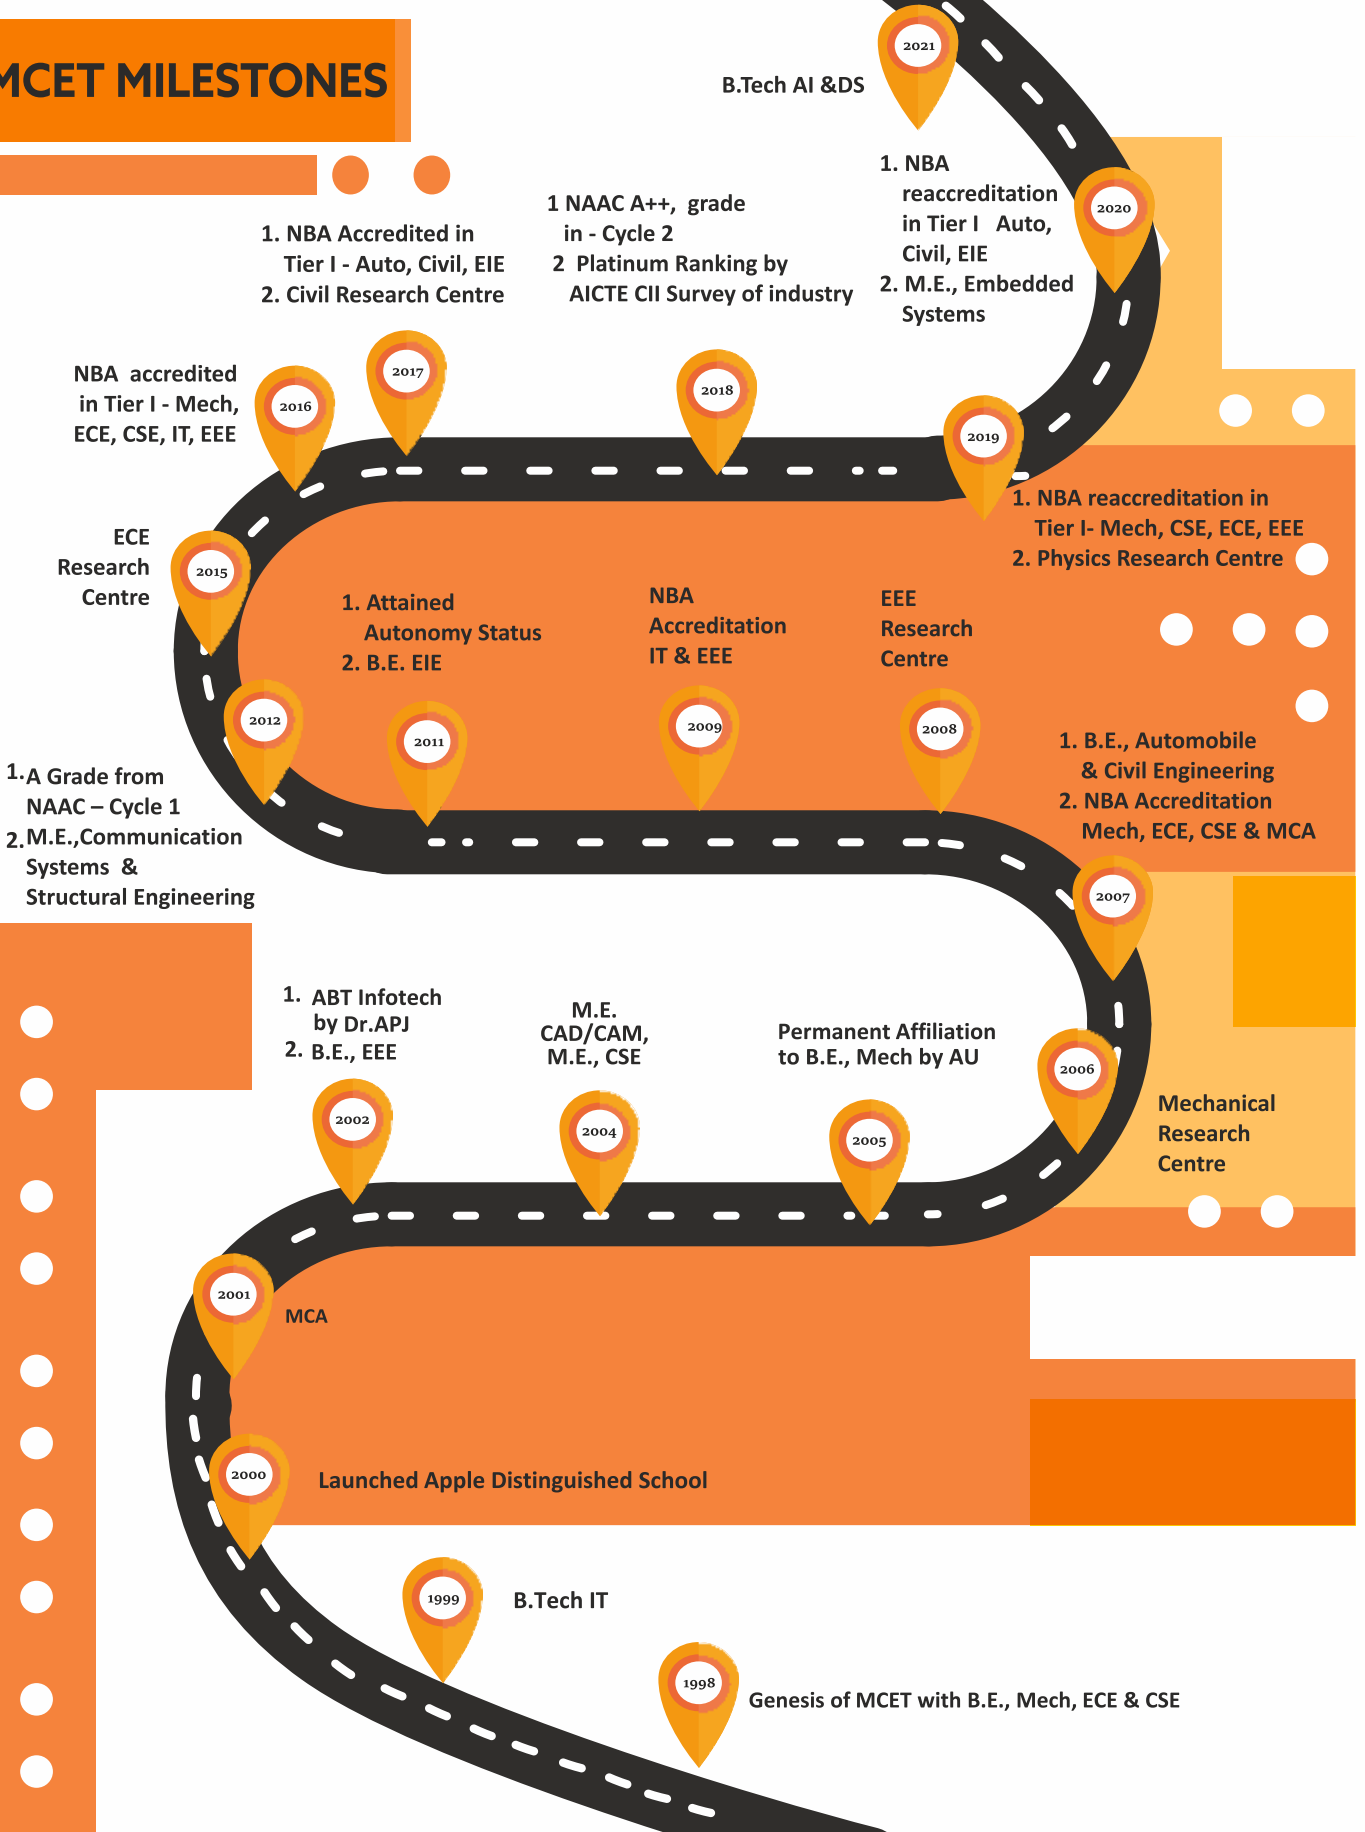 MCET MILESTONES
2021
B.Tech AI &DS
2020
1. NBA
reaccreditation
in Tier I Auto,
Civil, EIE
2. M.E., Embedded
Systems
1 NAAC A++, grade
in - Cycle 2
2 Platinum Ranking by
AICTE CII Survey of industry
2018
1. NBA Accredited in
Tier I - Auto, Civil, EIE
2. Civil Research Centre
2017
NBA accredited
in Tier I - Mech,
ECE, CSE, IT, EEE
2016
2019
1. NBA reaccreditation in
Tier I- Mech, CSE, ECE, EEE
2. Physics Research Centre
ECE
Research
Centre
2015
1. Attained
Autonomy Status
2. B.E. EIE
2011
NBA
Accreditation
IT & EEE
2009
EEE
Research
Centre
2008
2012
1. A Grade from
NAAC – Cycle 1
2. M.E.,Communication
Systems &
Structural Engineering
1. B.E., Automobile
& Civil Engineering
2. NBA Accreditation
Mech, ECE, CSE & MCA
2007
1. ABT Infotech
by Dr.APJ
2. B.E., EEE
2002
M.E.
CAD/CAM,
M.E., CSE
2004
Permanent Affiliation
to B.E., Mech by AU
2005
2006
Mechanical
Research
Centre
2001
MCA
2000
Launched Apple Distinguished School
1999
B.Tech IT
1998
Genesis of MCET with B.E., Mech, ECE & CSE